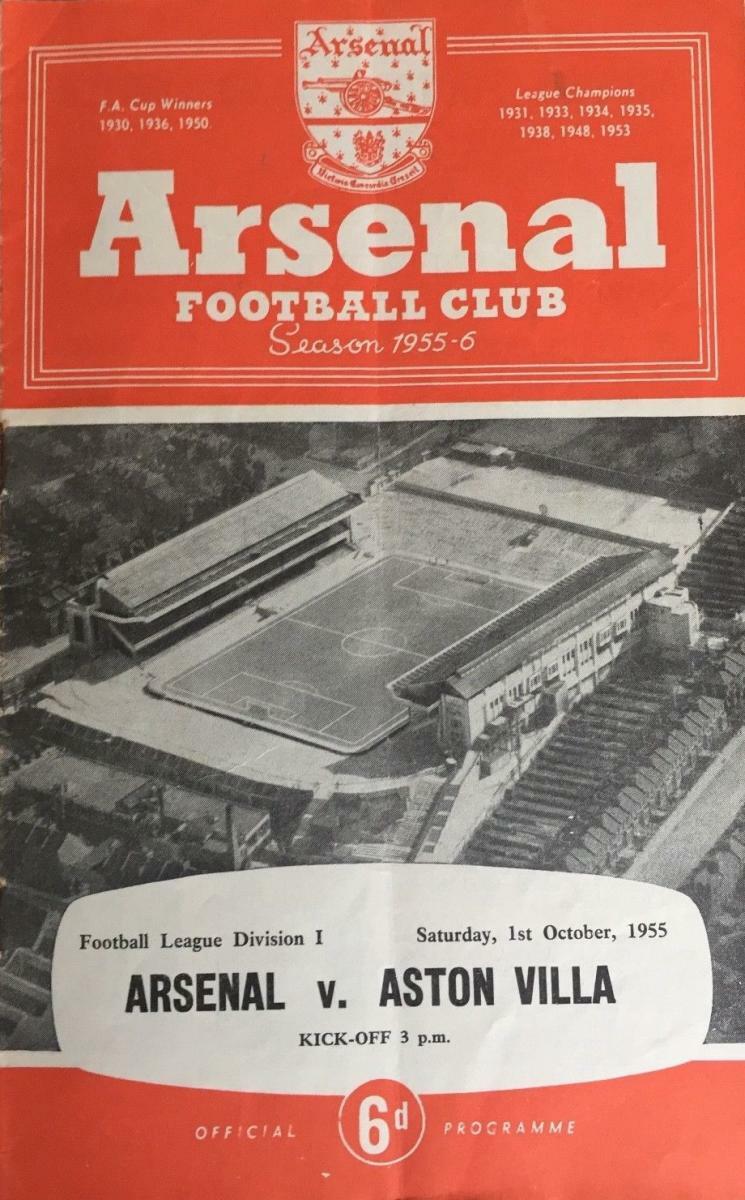 Arsenal
F.A. Cup Winners
1930, 1936, 1950.
League Champions
1931, 1933, 1934, 1935,
1938, 1948, 1953
Victoria Concordia Crescit
Arsenal
FOOTBALL CLUB
Season 1955-6
Football League Division I
Saturday, 1st October, 1955
ARSENAL v. ASTON VILLA
KICK-OFF 3 p.m.
OFFICIAL 6d PROGRAMME